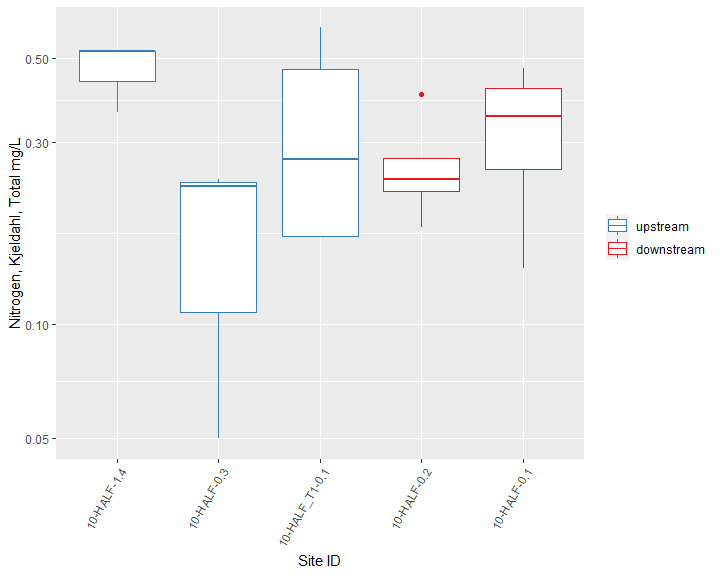 Nitrogen, Kjeldahl, Total mg/L
0.50
0.30
0.10
0.05
10-HALF-1.4
10-HALF-0.3
10-HALF_T1-0.1
10-HALF-0.2
10-HALF-0.1
Site ID
upstream
downstream